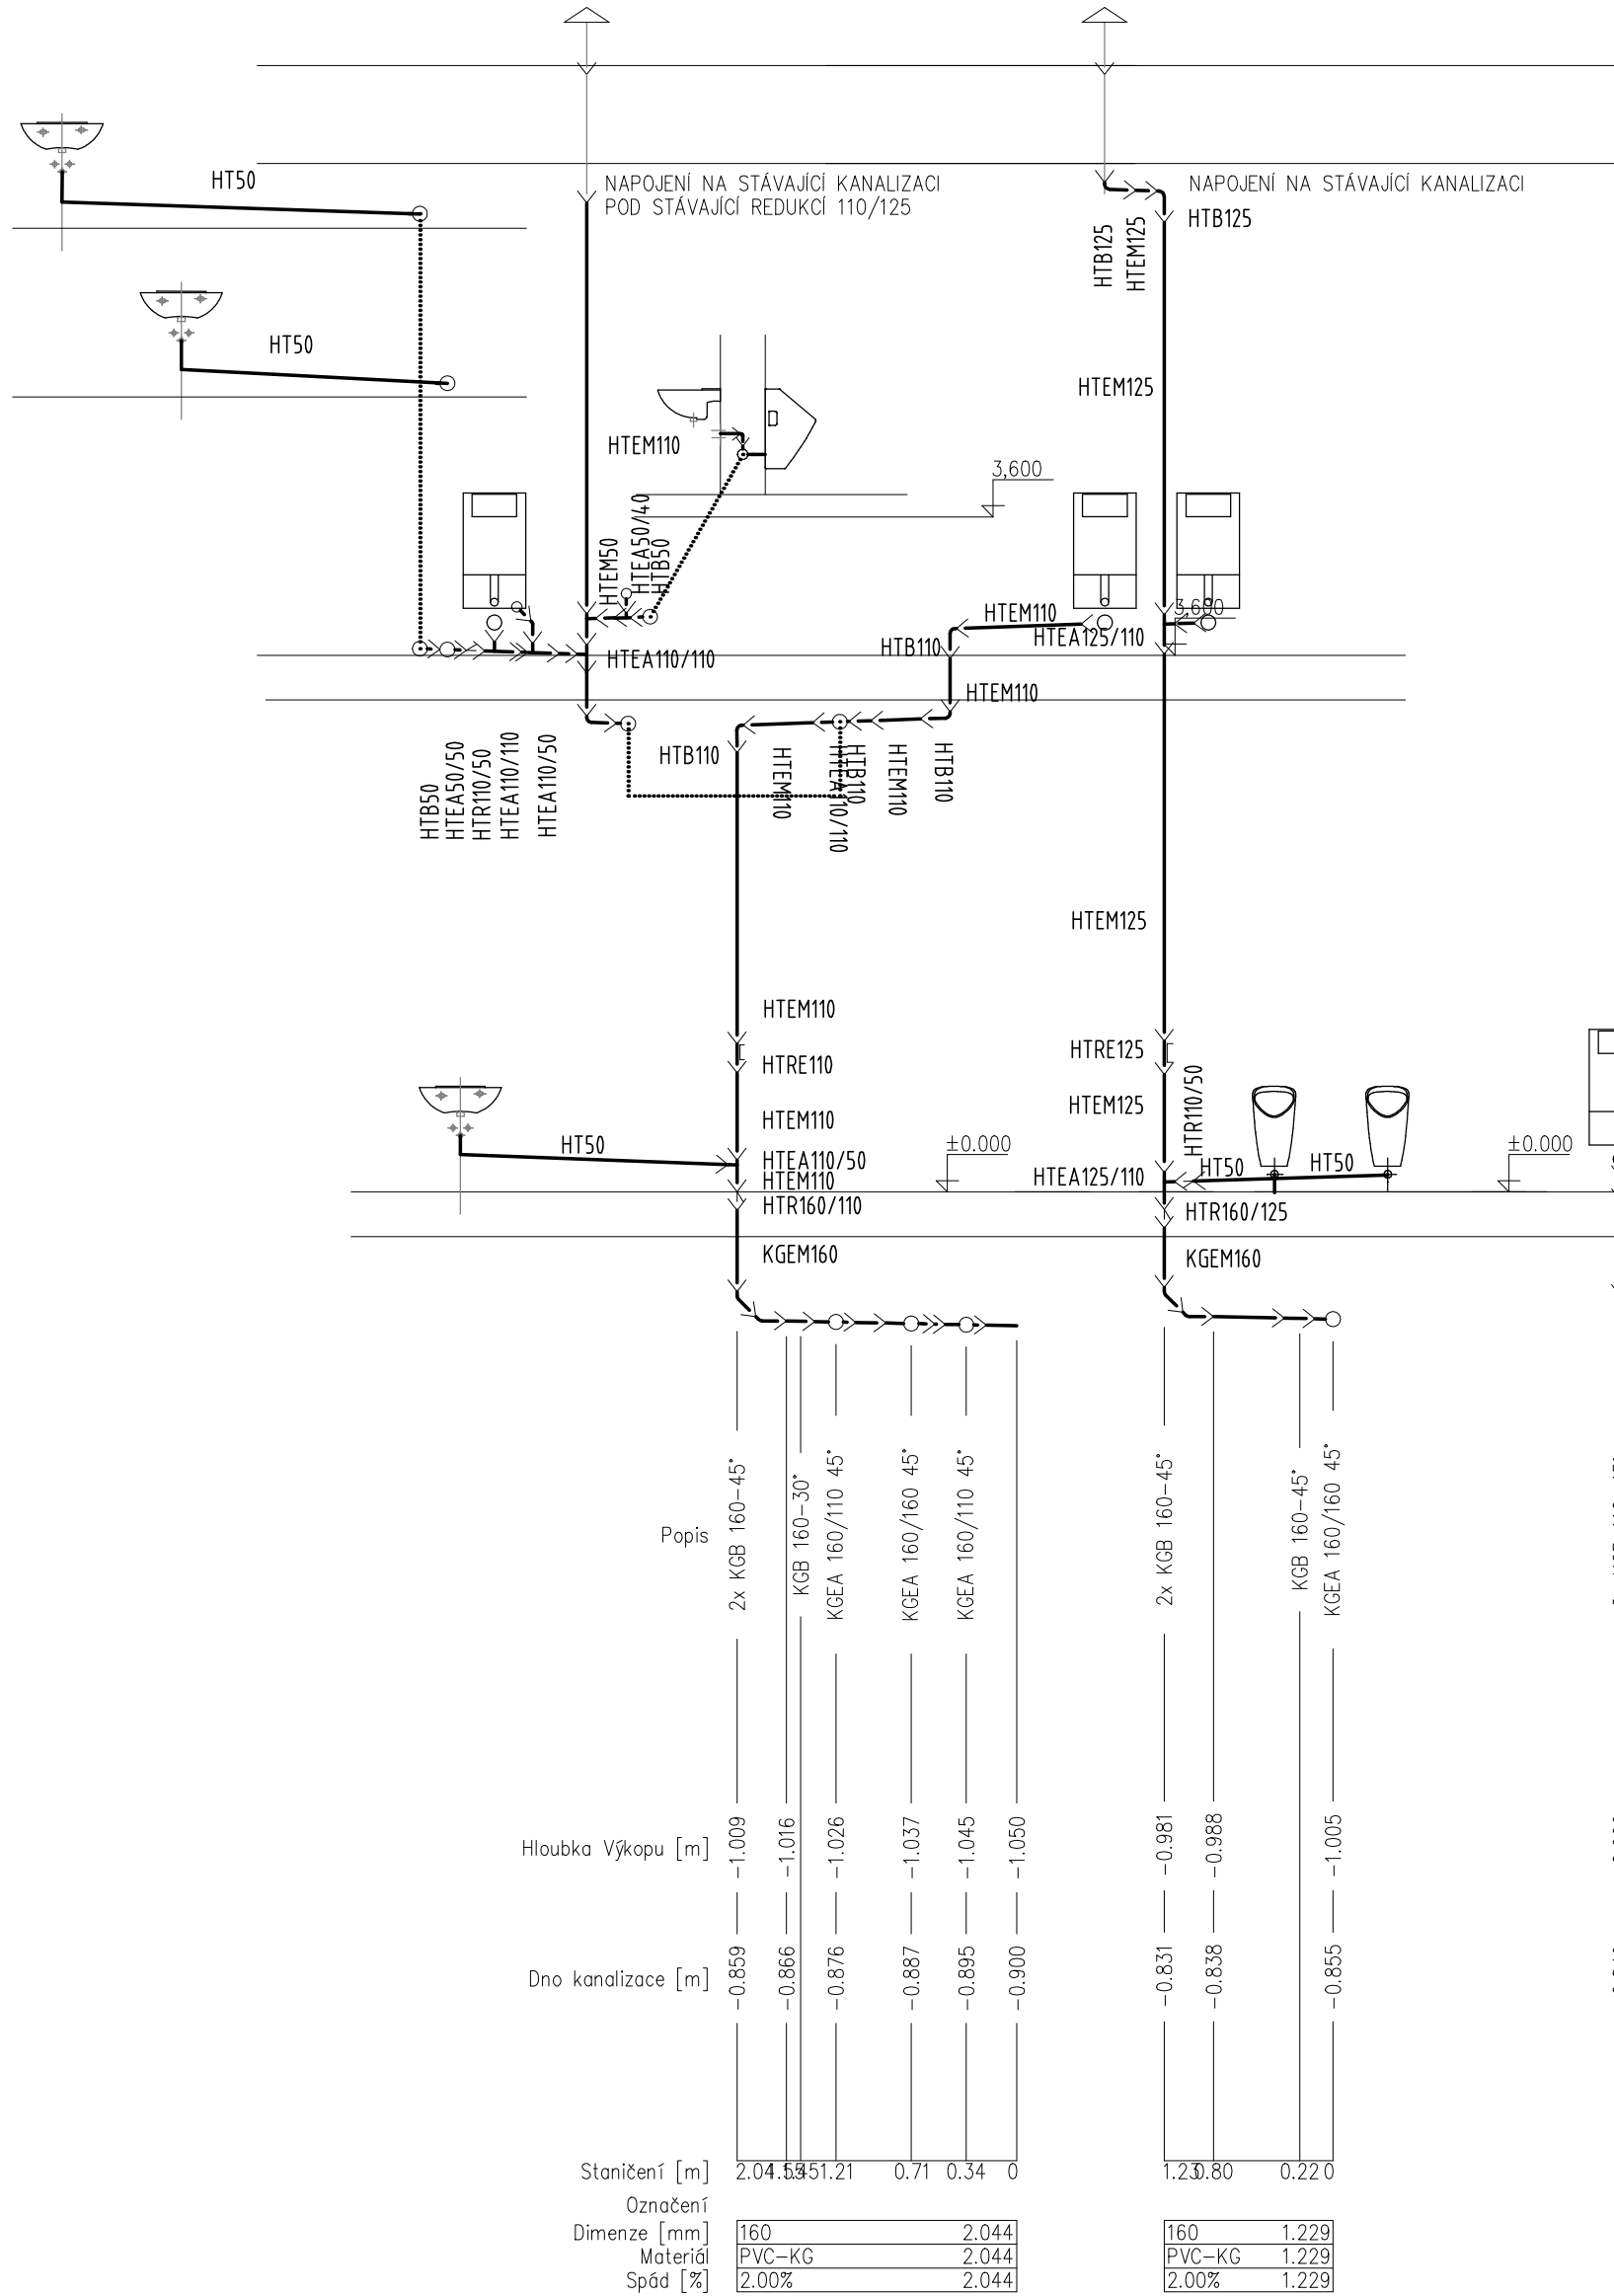 HT50
NAPOJENÍ NA STÁVAJÍCÍ KANALIZACI
POD STÁVAJÍCÍ REDUKCÍ 110/125
NAPOJENÍ NA STÁVAJÍCÍ KANALIZACI
HTB125
HTB125
HTEM125
HT50
HTEM125
HTEM110
3,600
HTEM50
HTEA50/40
HTB50
3,600
HTEM110
HTEA125/110
HTB110
HTEA110/110
HTEM110
HTB110
HTEM110
HTEA110/110
HTB110
HTEM110
HTB110
HTB50
HTEA50/50
HTR110/50
HTEA110/110
HTEA110/50
HTEM125
HTEM110
HTRE110
HTRE125
HTEM110
HTEM125
HTR110/50
HT50
±0.000
±0.000
HTEA110/50
HT50
HT50
HTEM110
HTEA125/110
HTR160/110
HTR160/125
KGEM160
KGEM160
Popis
2x KGB 160-45°
KGB 160-30°
KGEA 160/110 45°
KGEA 160/160 45°
KGEA 160/110 45°
2x KGB 160-45°
KGB 160-45°
KGEA 160/160 45°
Hloubka Výkopu [m]
-1.009
-1.016
-1.026
-1.037
-1.045
-1.050
-0.981
-0.988
-1.005
Dno kanalizace [m]
-0.859
-0.866
-0.876
-0.887
-0.895
-0.900
-0.831
-0.838
-0.855
Staničení [m]
2.04 1.21 0.71 0.34 0
1.23 0.80 0.22 0
Označení
Dimenze [mm] 160 2.044 160 1.229
Materiál PVC-KG 2.044 PVC-KG 1.229
Spád [%] 2.00% 2.044 2.00% 1.229